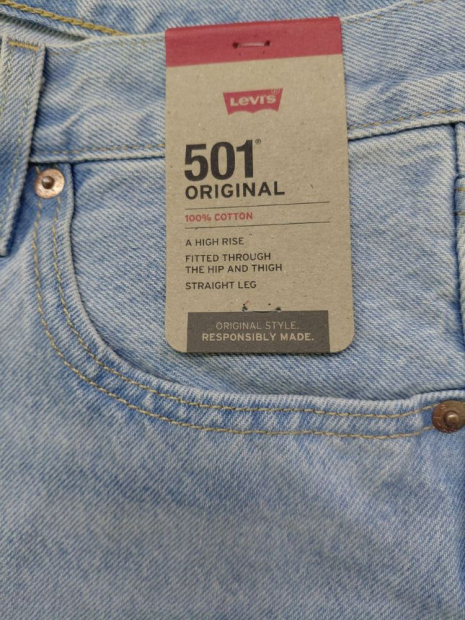 Levi's
501®
ORIGINAL
100% COTTON
A HIGH RISE
FITTED THROUGH
THE HIP AND THIGH
STRAIGHT LEG
ORIGINAL STYLE.
RESPONSIBLY MADE.